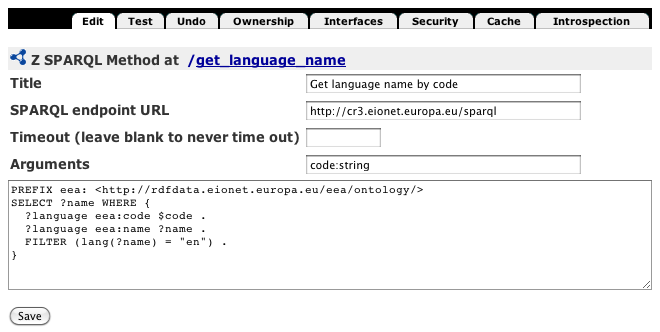 Edit Test Undo Ownership Interfaces Security Cache Introspection
Z SPARQL Method at /get_language_name
Title Get language name by code
SPARQL endpoint URL http://cr3.eionet.europa.eu/sparql
Timeout (leave blank to never time out)
Arguments code:string
PREFIX eea: <http://rdfdata.eionet.europa.eu/eea/ontology/>
SELECT ?name WHERE {
?language eea:code $code .
?language eea:name ?name .
FILTER (lang(?name) = "en") .
}
Save